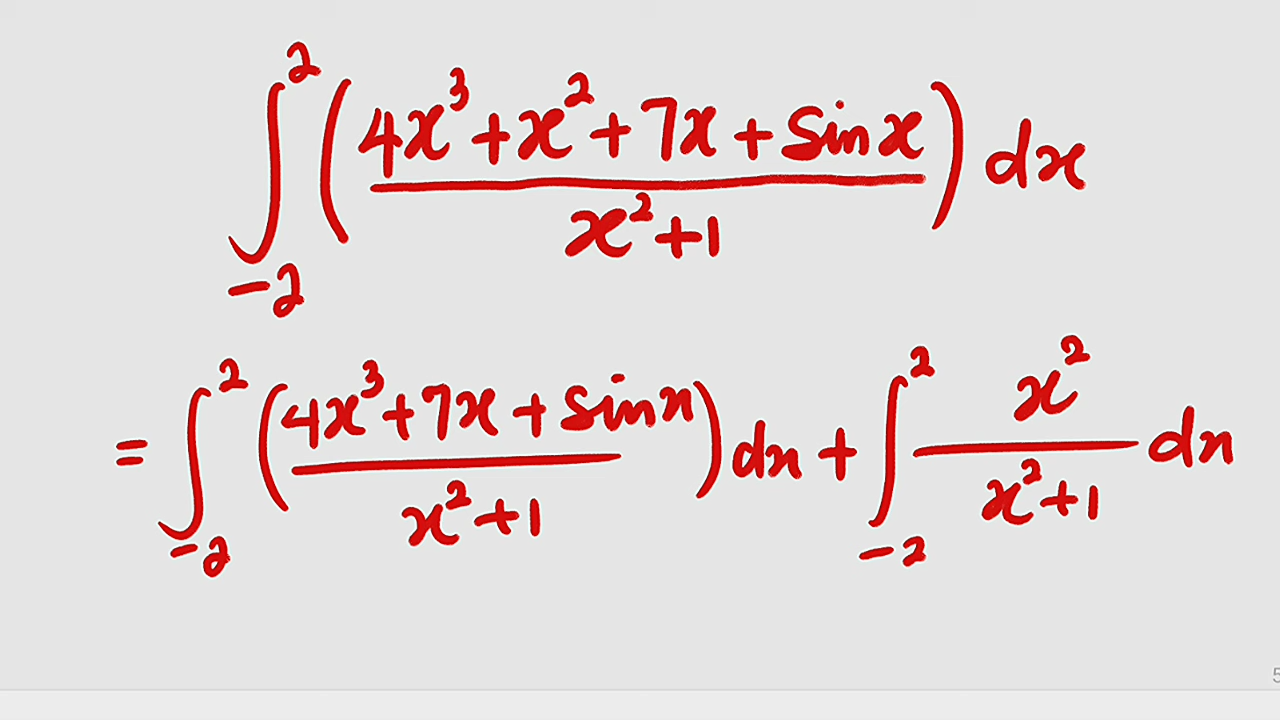 ∫_{-2}^{2} ( (4x³ + x² + 7x + sin x) / (x² + 1) ) dx
= ∫_{-2}^{2} ( (4x³ + 7x + sin x) / (x² + 1) ) dx + ∫_{-2}^{2} x² / (x² + 1) dx
5